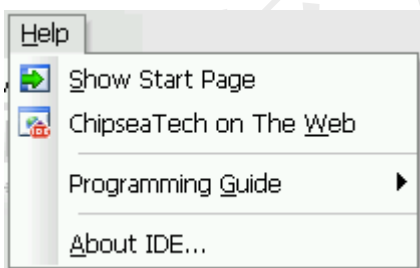 Help
Show Start Page
ChipseaTech on The Web
Programming Guide
About IDE...